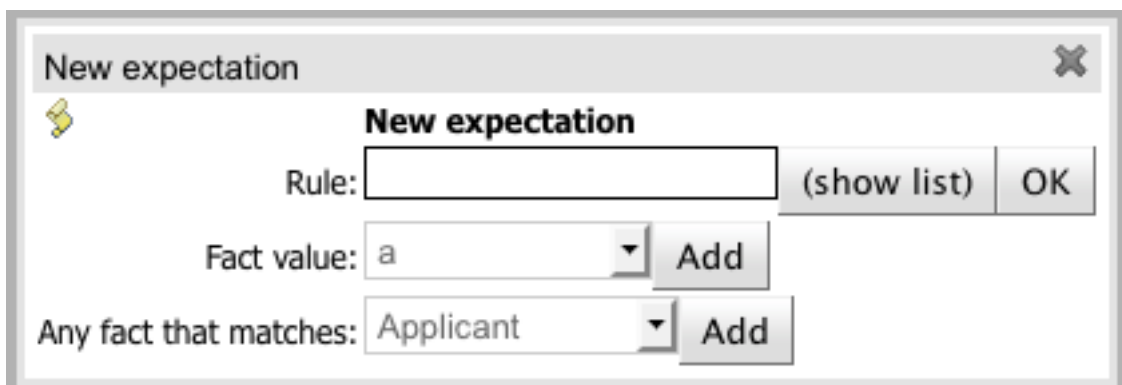 New expectation
New expectation
Rule: (show list) OK
Fact value: a Add
Any fact that matches: Applicant Add